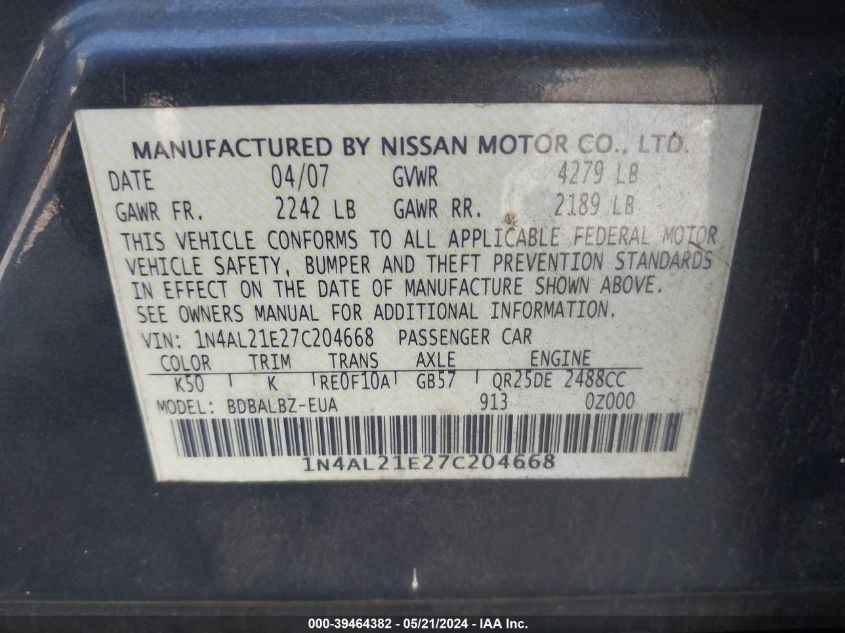 MANUFACTURED BY NISSAN MOTOR CO., LTD.
DATE 04/07 GVWR 4279 LB
GAWR FR. 2242 LB GAWR RR. 2189 LB
THIS VEHICLE CONFORMS TO ALL APPLICABLE FEDERAL MOTOR
VEHICLE SAFETY, BUMPER AND THEFT PREVENTION STANDARDS
IN EFFECT ON THE DATE OF MANUFACTURE SHOWN ABOVE.
SEE OWNERS MANUAL FOR ADDITIONAL INFORMATION.
VIN: 1N4AL21E27C204668 PASSENGER CAR
COLOR TRIM TRANS AXLE ENGINE
K50 K RE0F10A GB57 QR25DE 2488CC
MODEL: BDBALBZ-EUA 913 0Z000
1N4AL21E27C204668
000-39464382 / 05/21/2024 - IAA Inc.